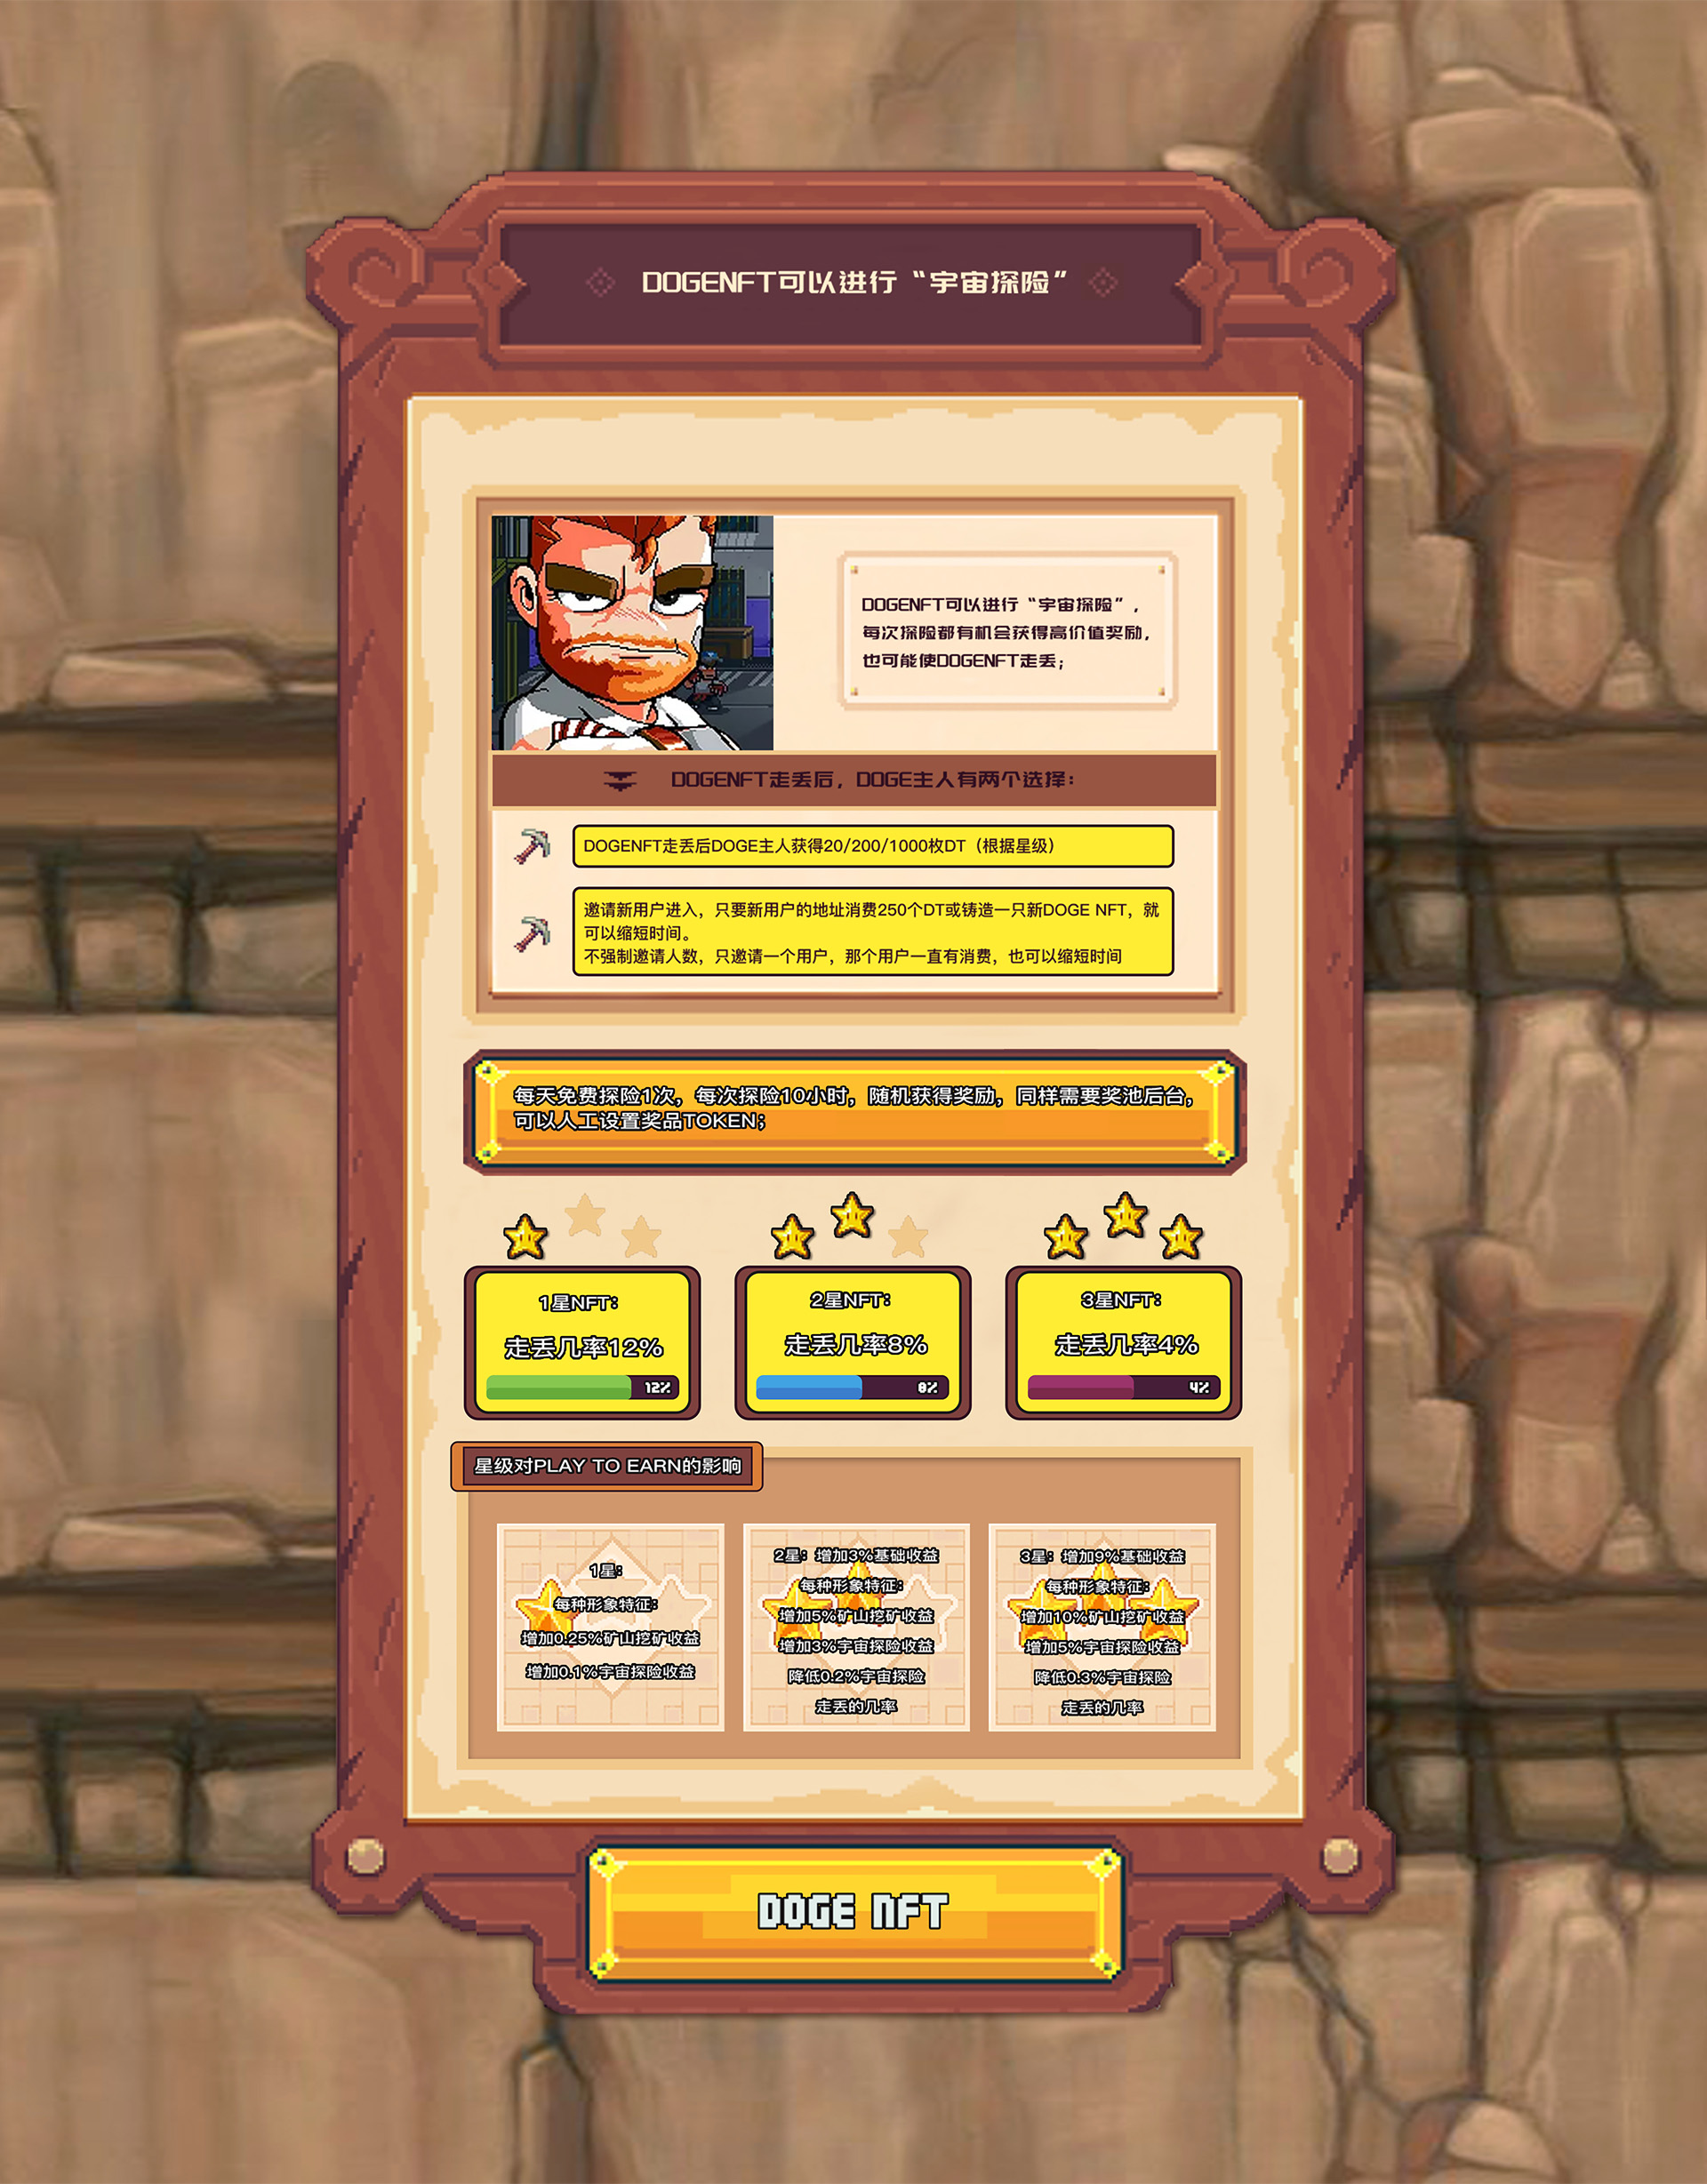 DOGENFT可以进行“宇宙探险”
DOGENFT可以进行“宇宙探险”,
每次探险都有机会获得高价值奖励,
也可能使DOGENFT走丢;
DOGENFT走丢后，DOGE主人有两个选择:
DOGENFT走丢后DOGE主人获得20/200/1000枚DT（根据星级）
邀请新用户进入，只要新用户的地址消费250个DT或铸造一只新DOGE NFT，就
可以缩短时间。
不强制邀请人数，只邀请一个用户，那个用户一直有消费，也可以缩短时间
每天免费探险1次，每次探险10小时，随机获得奖励，同样需要奖池后台，
可以人工设置奖品TOKEN;
1星NFT:
走丢几率12%
12%
2星NFT:
走丢几率8%
8%
3星NFT:
走丢几率4%
4%
星级对PLAY TO EARN的影响
1星:
每种形象特征:
增加0.25%矿山挖矿收益
增加0.1%宇宙探险收益
2星: 增加3%基础收益
每种形象特征:
增加5%矿山挖矿收益
增加3%宇宙探险收益
降低0.2%宇宙探险
走丢的几率
3星: 增加9%基础收益
每种形象特征:
增加10%矿山挖矿收益
增加5%宇宙探险收益
降低0.3%宇宙探险
走丢的几率
DOGE NFT